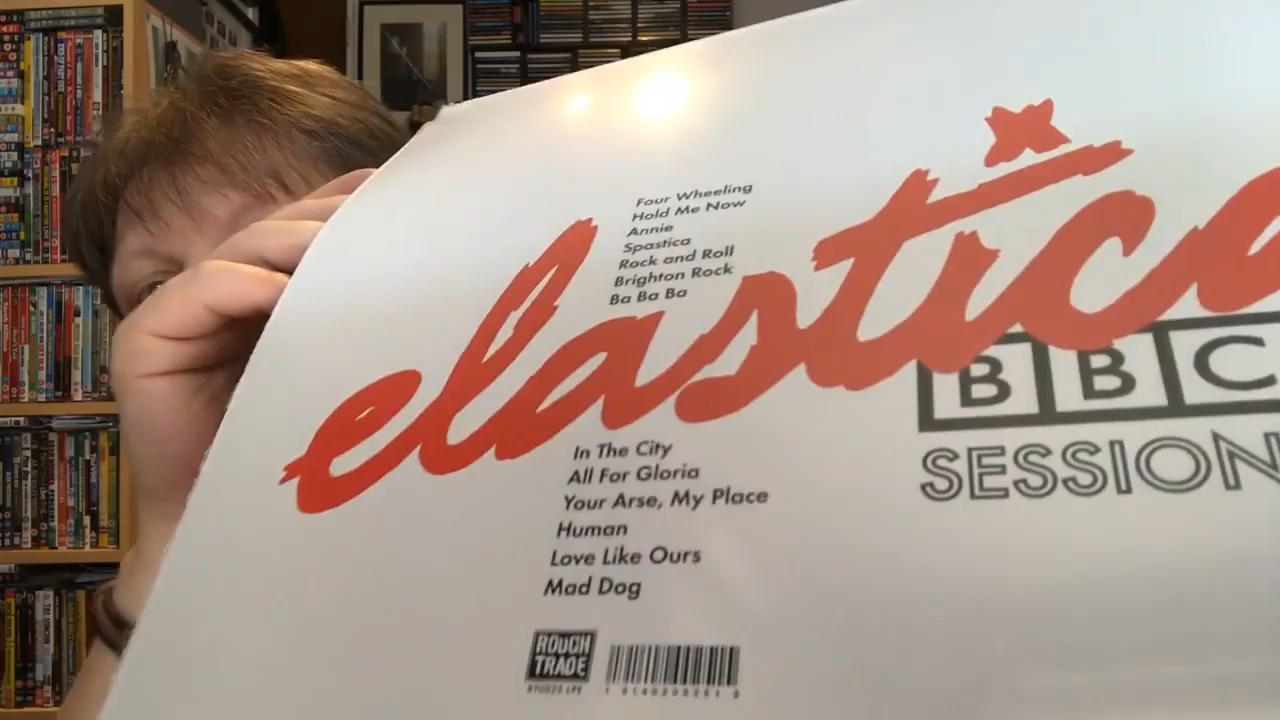 Four Wheeling
Hold Me Now
Annie
Spastica
Rock and Roll
Brighton Rock
Ba Ba Ba
elastica
BBC
SESSION
In The City
All For Gloria
Your Arse, My Place
Human
Love Like Ours
Mad Dog
ROUGH
TRADE